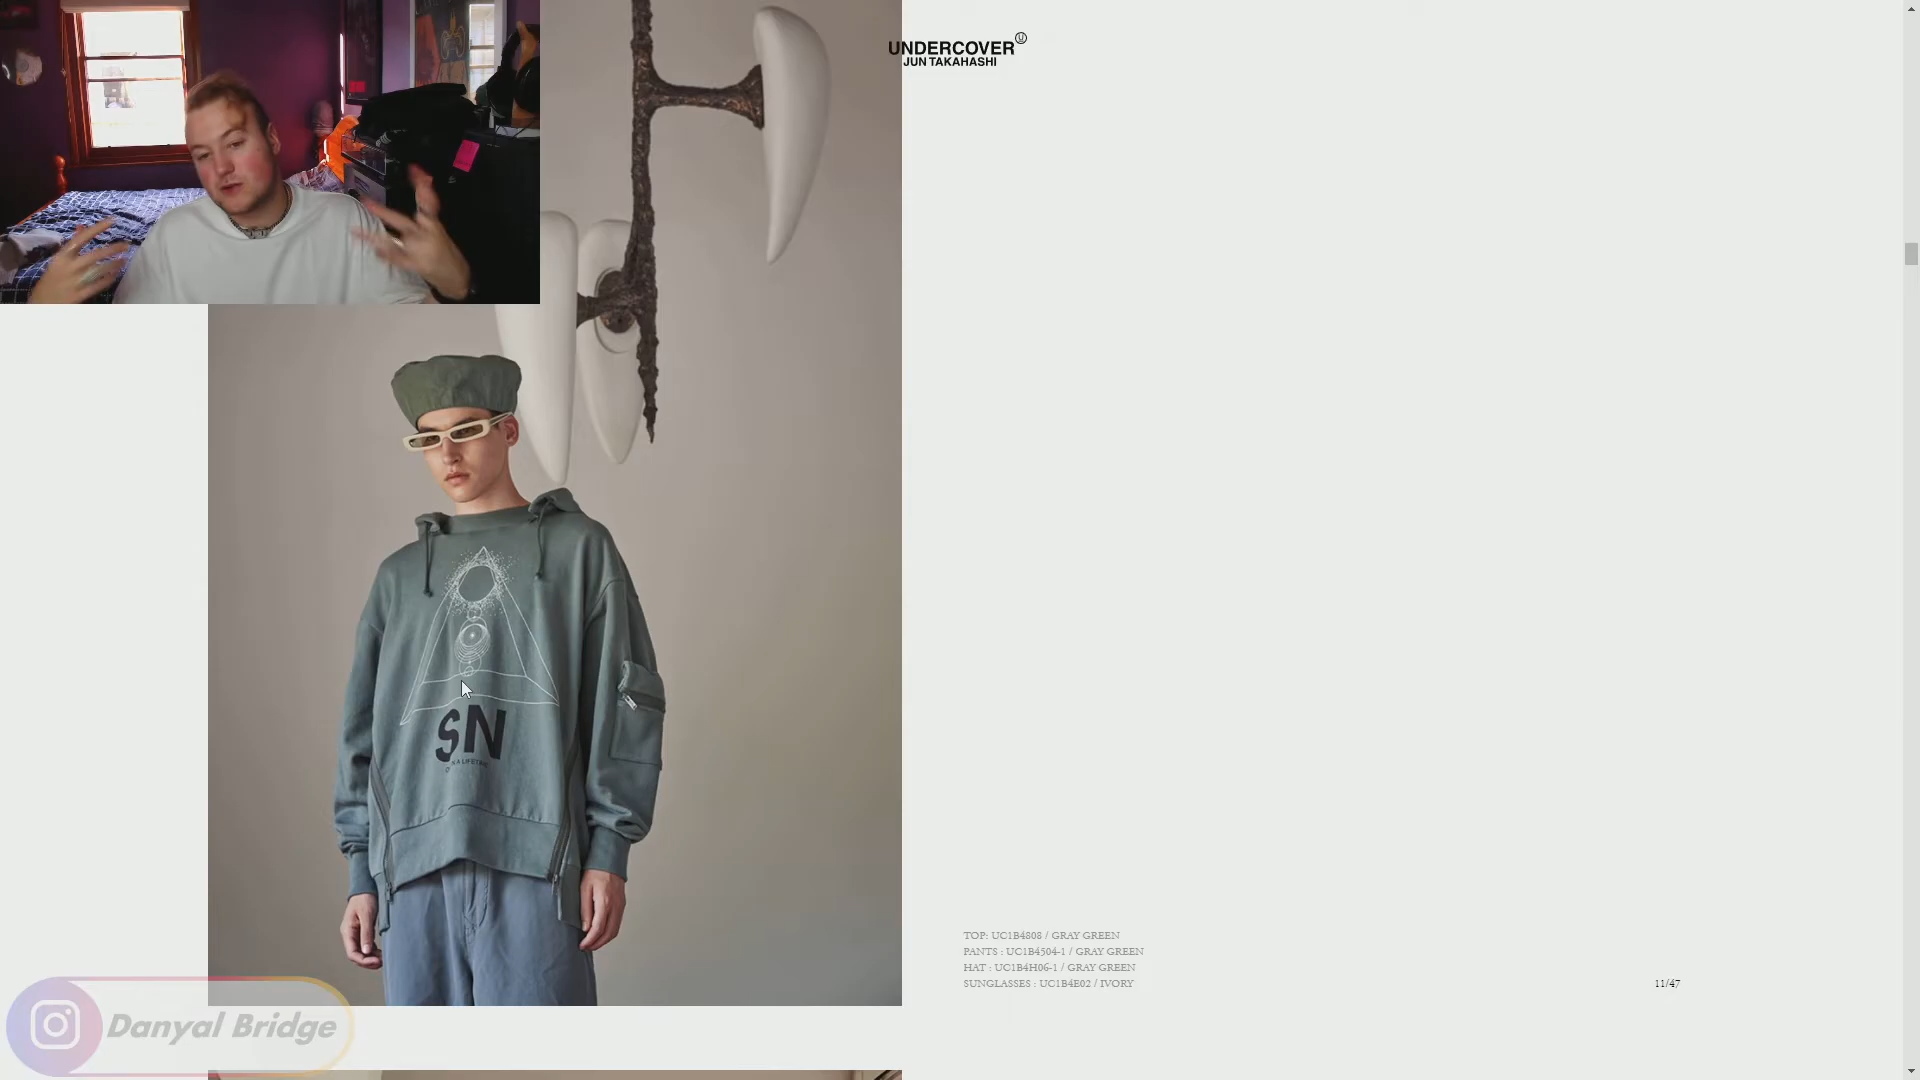 UNDERCOVER
JUN TAKAHASHI
SN
TOP: UC1B4808 / GRAY GREEN
PANTS : UC1B4504-1 / GRAY GREEN
HAT : UC1B4H06-1 / GRAY GREEN
SUNGLASSES : UC1B4E02 / IVORY
11/47
Danyal Bridge